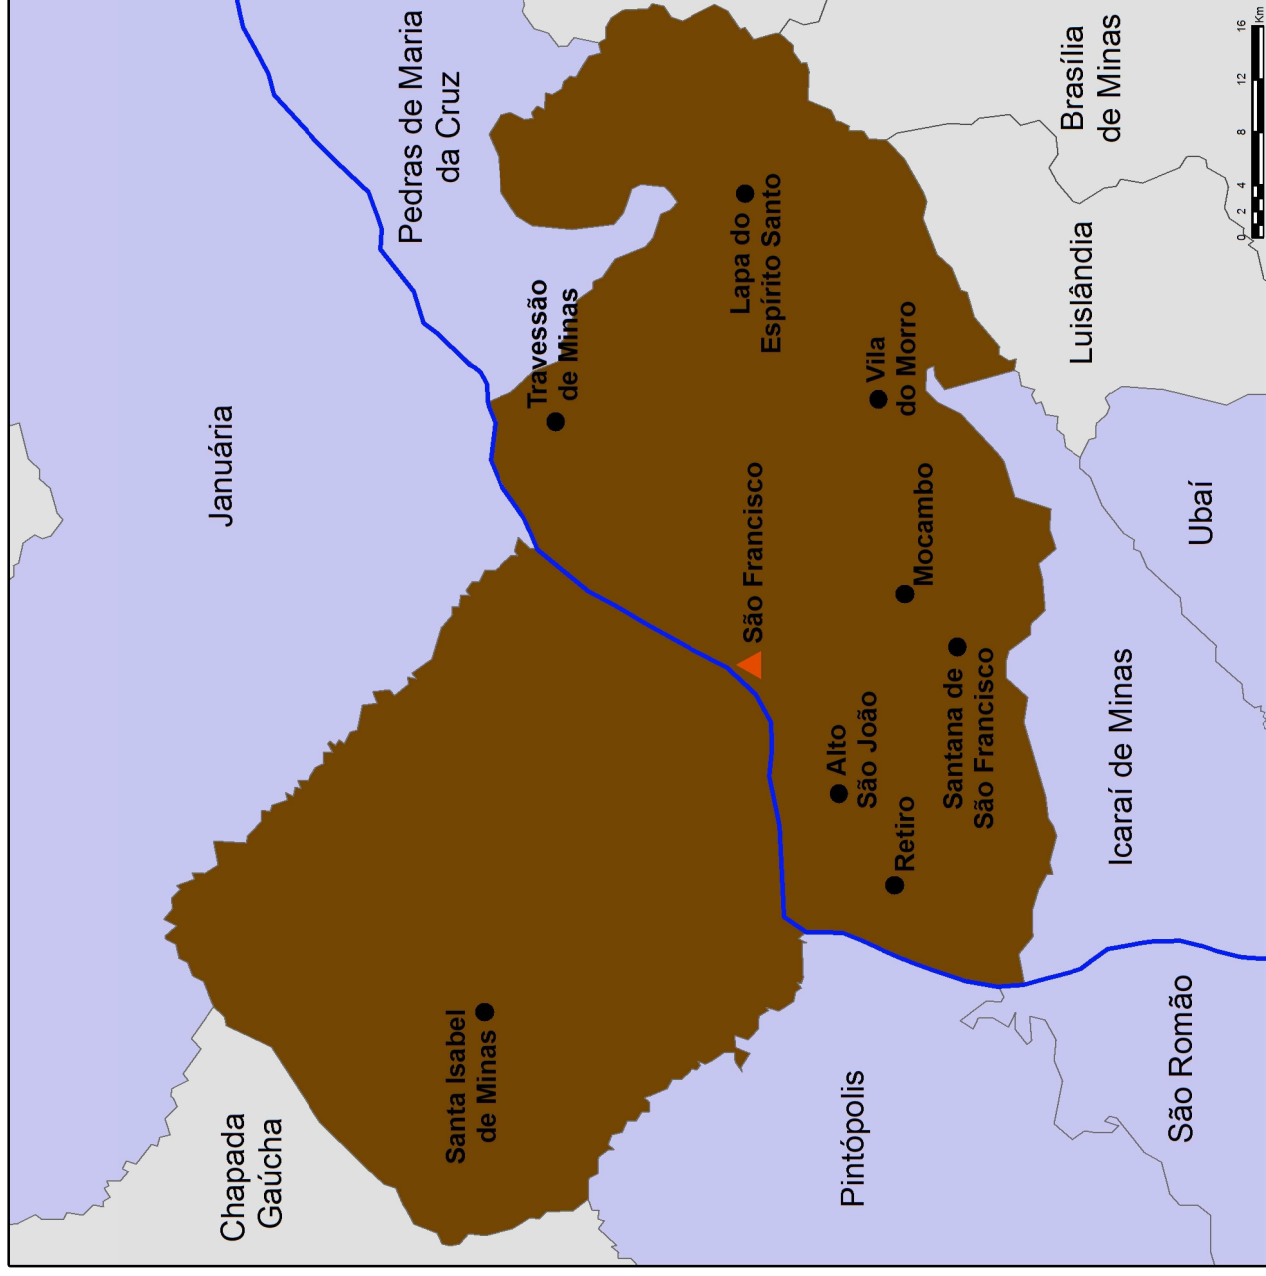 Januária
Chapada
Gaúcha
Pedras de Maria
da Cruz
Santa Isabel
de Minas
Travessão
de Minas
Lapa do
Espírito Santo
São Francisco
Alto
São João
Pintópolis
Vila
do Morro
Retiro
Mocambo
Santana de
São Francisco
Brasília
de Minas
Luislândia
Icaraí de Minas
São Romão
Ubaí
0 2 4 8 12 16
Km